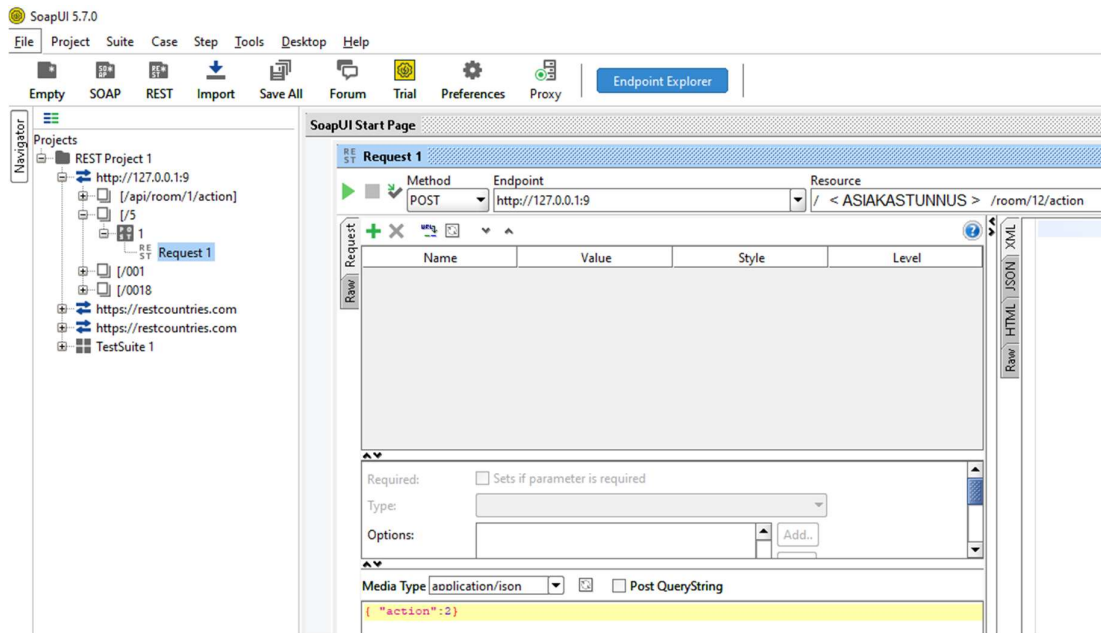 SoapUI 5.7.0
File Project Suite Case Step Tools Desktop Help
Empty SOAP REST Import Save All Forum Trial Preferences Proxy Endpoint Explorer
Navigator
Projects
REST Project 1
http://127.0.0.1:9
[/api/room/1/action]
[/5
1
Request 1
[/001
[/0018
https://restcountries.com
https://restcountries.com
TestSuite 1
SoapUI Start Page
REST Request 1
Method Endpoint Resource
POST http://127.0.0.1:9 / < ASIAKASTUNNUS > /room/12/action
Request
Raw
Name Value Style Level
Required: Sets if parameter is required
Type:
Options: Add..
Media Type application/json Post QueryString
{ "action":2}
XML
JSON
HTML
Raw